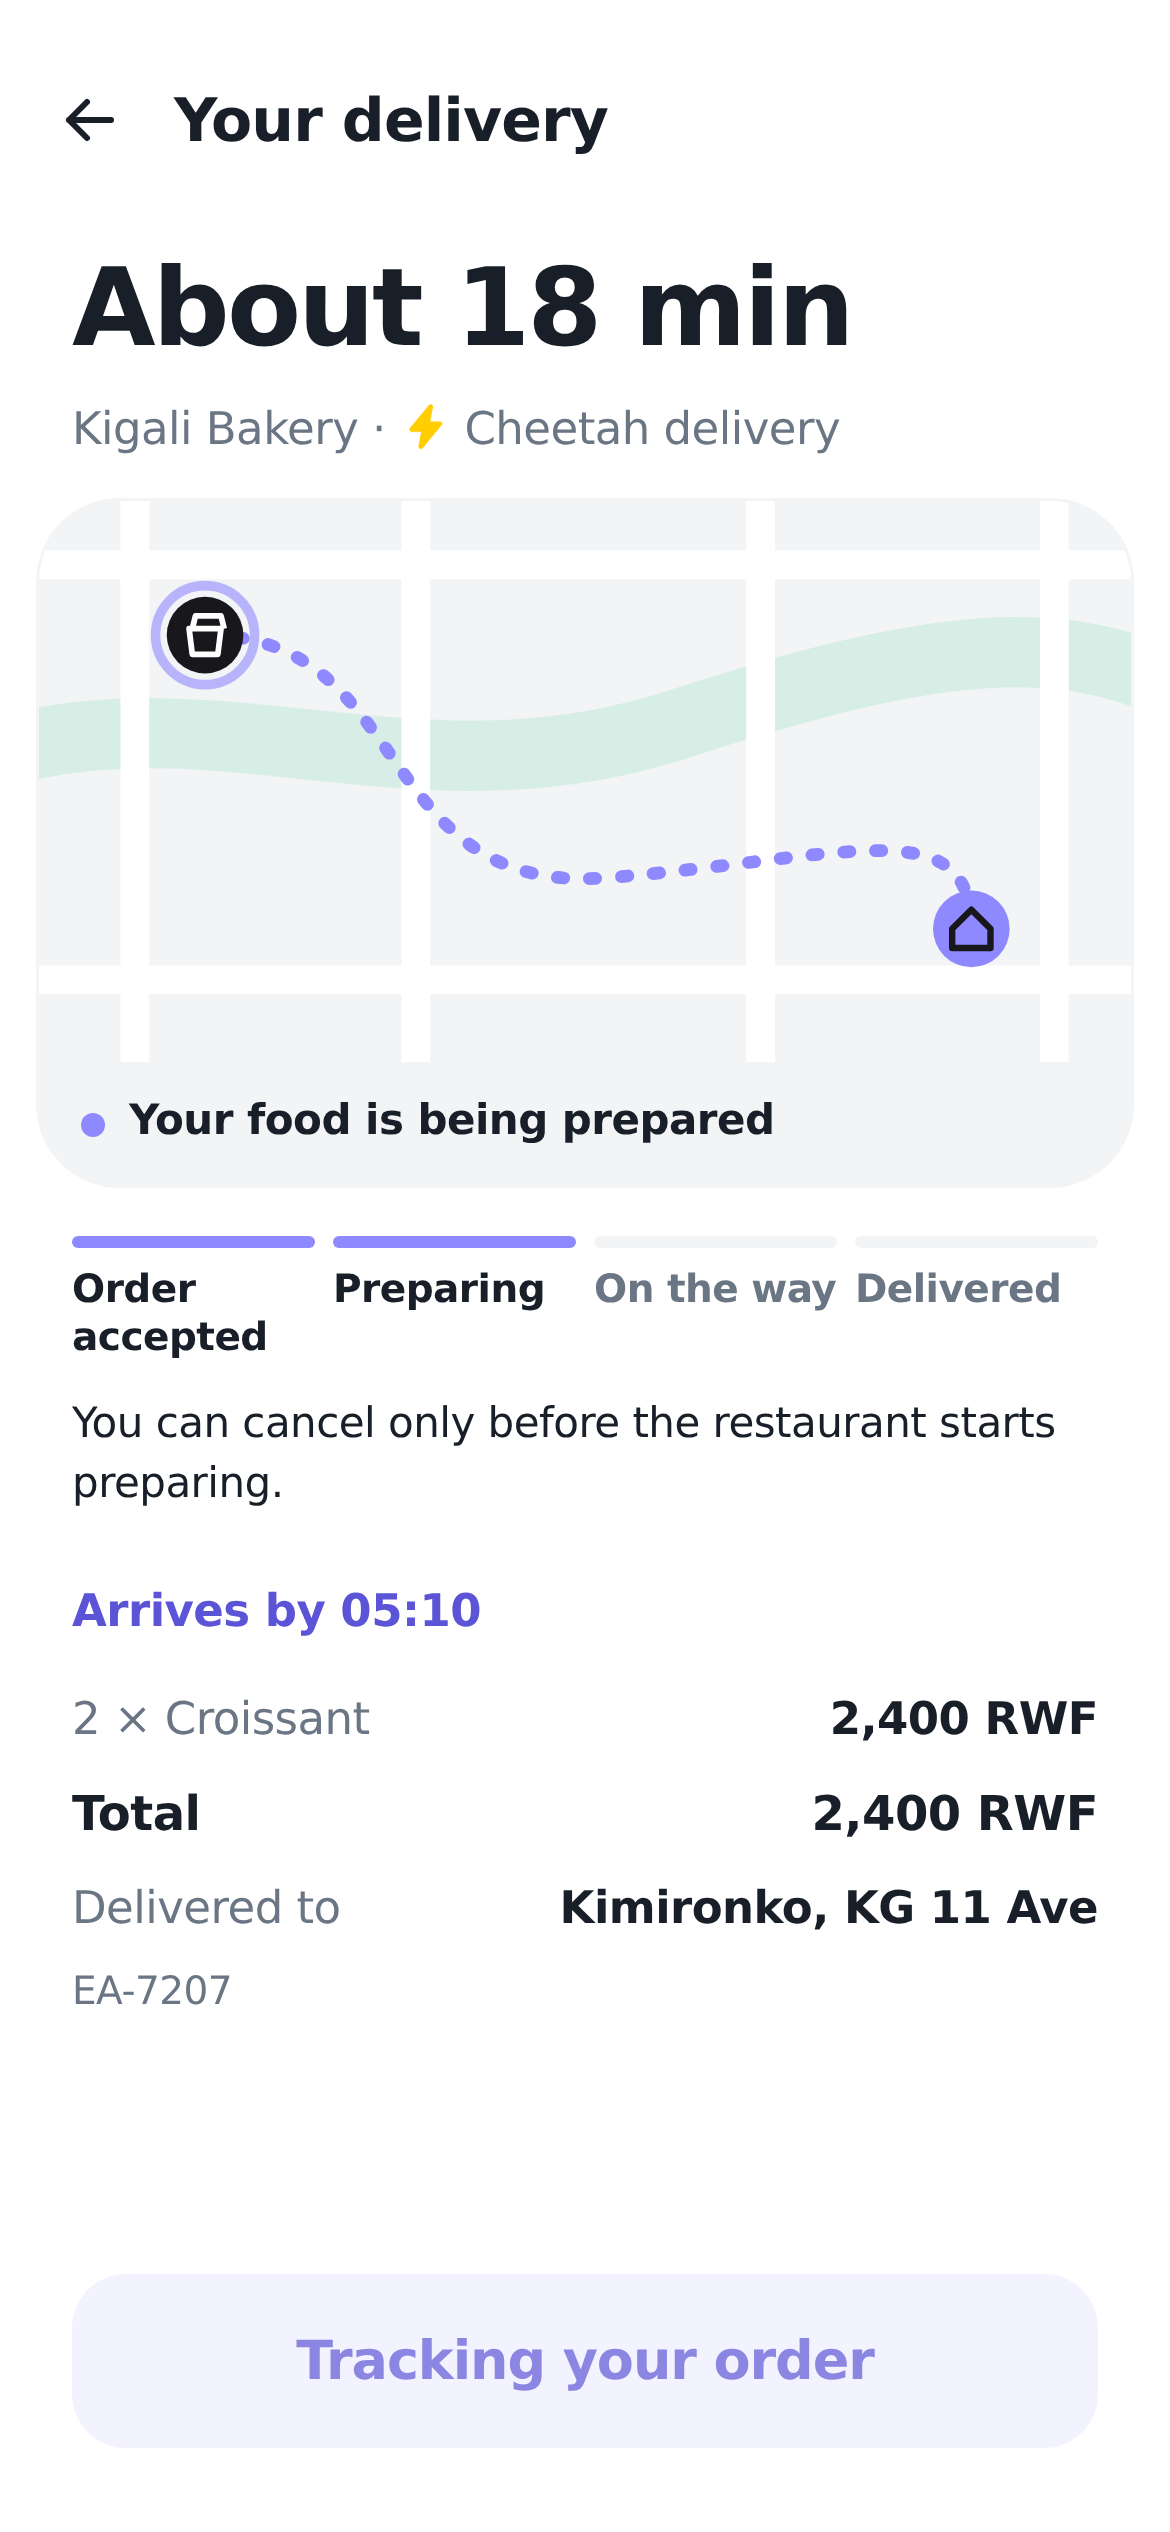 Your delivery
About 18 min
Kigali Bakery · ⚡ Cheetah delivery
Your food is being prepared
Order accepted
Preparing
On the way
Delivered
You can cancel only before the restaurant starts
preparing.
Arrives by 05:10
2 × Croissant 2,400 RWF
Total 2,400 RWF
Delivered to Kimironko, KG 11 Ave
EA-7207
Tracking your order